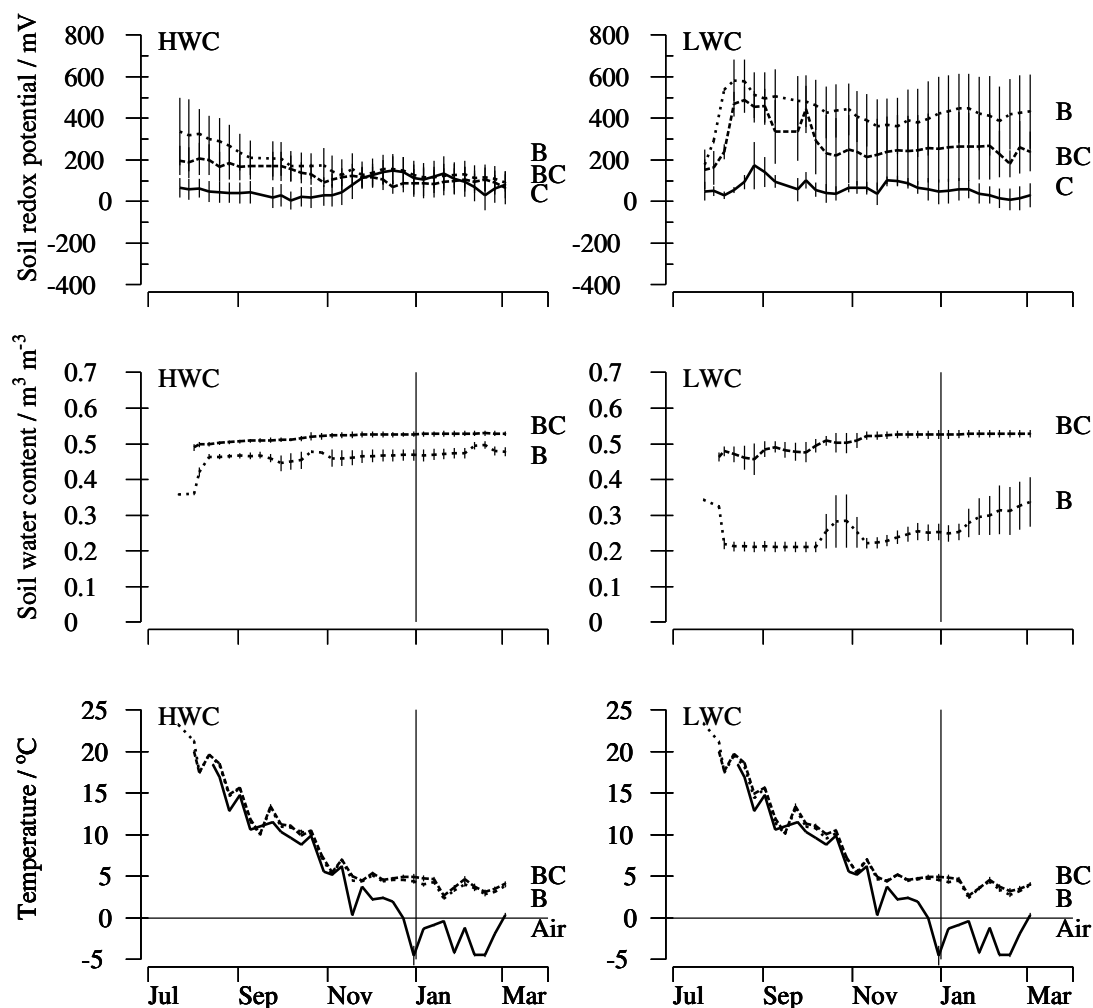 Soil redox potential / mV
HWC
800
600
400
200
0
-200
-400
B
BC
C
LWC
800
600
400
200
0
-200
-400
B
BC
C
Soil water content / m³ m⁻³
HWC
0.7
0.6
0.5
0.4
0.3
0.2
0.1
0
BC
B
LWC
0.7
0.6
0.5
0.4
0.3
0.2
0.1
0
BC
B
Temperature / ºC
HWC
25
20
15
10
5
0
-5
BC
B
Air
Jul Sep Nov Jan Mar
LWC
25
20
15
10
5
0
-5
BC
B
Air
Jul Sep Nov Jan Mar